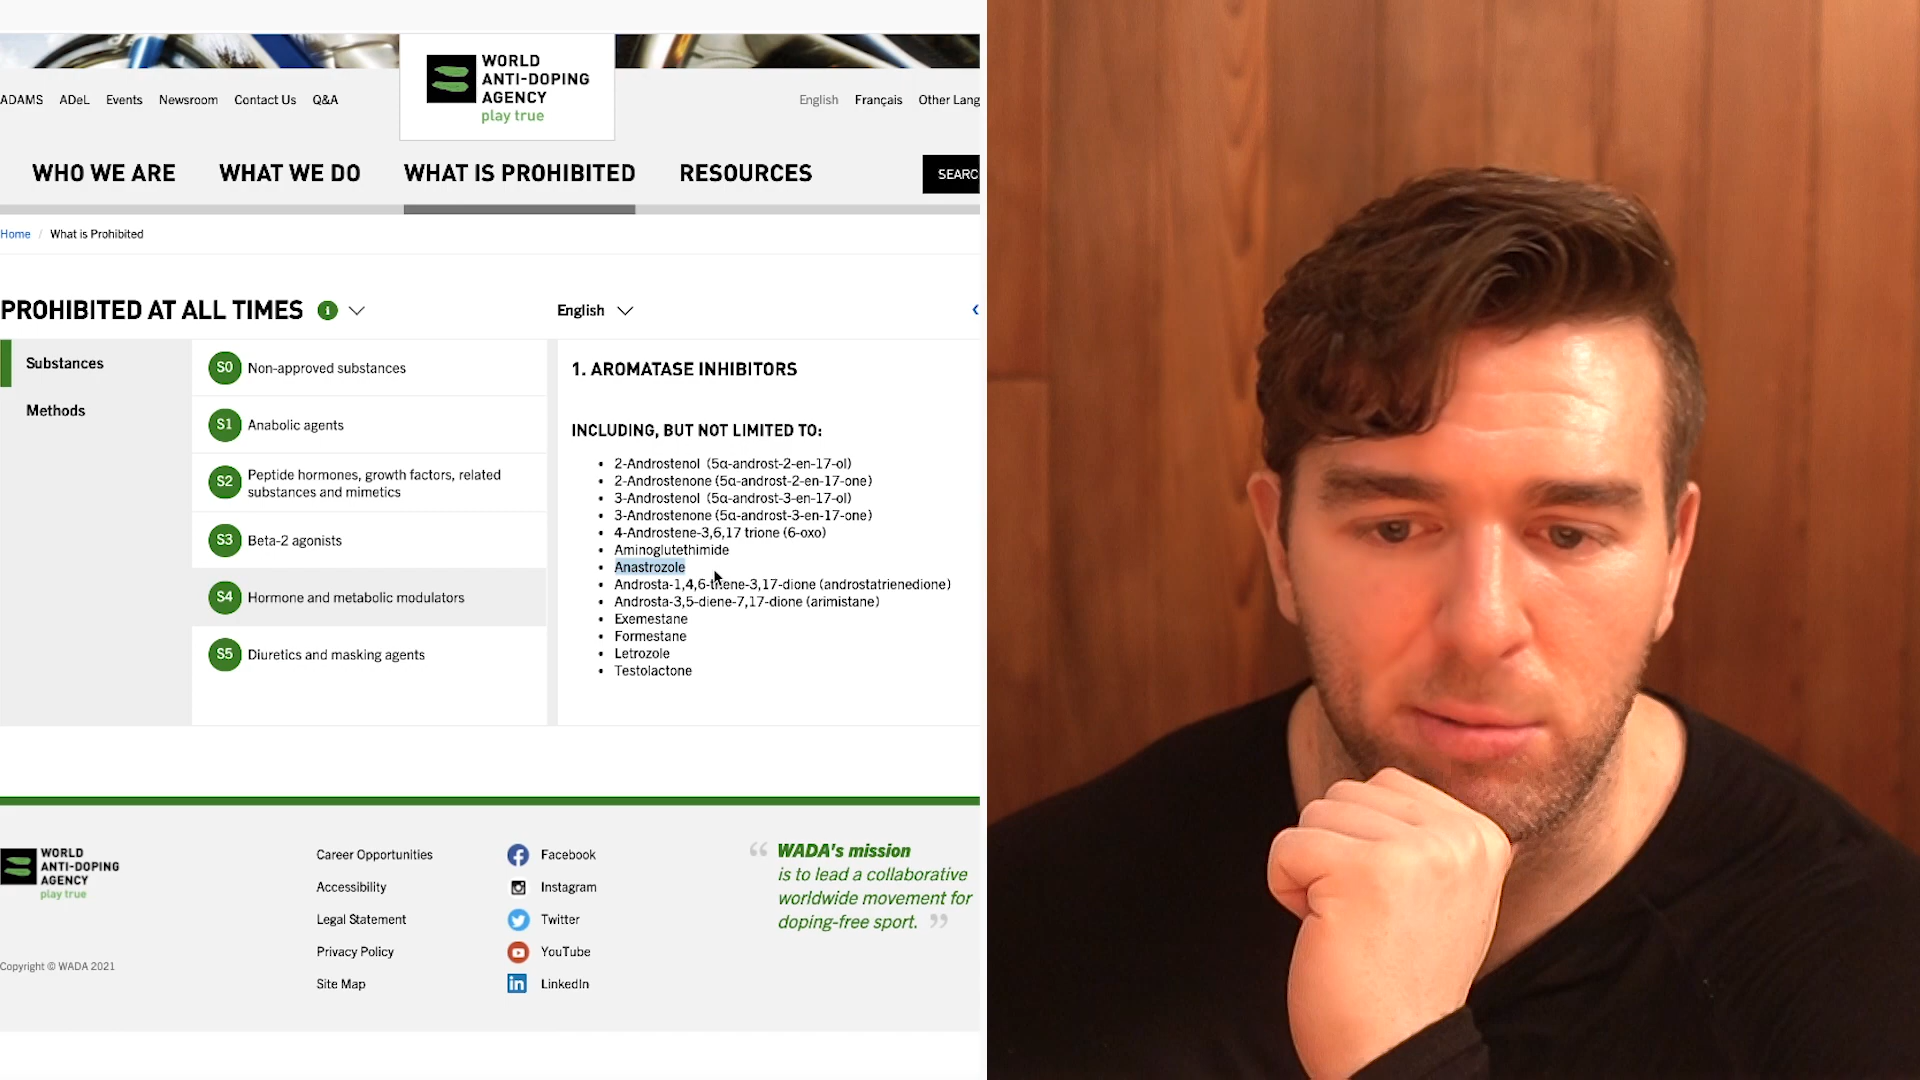 WORLD
ANTI-DOPING
AGENCY
play true
ADAMS ADeL Events Newsroom Contact Us Q&A
English Français Other Lang
WHO WE ARE WHAT WE DO WHAT IS PROHIBITED RESOURCES
SEARC
Home / What is Prohibited
PROHIBITED AT ALL TIMES i
English
Substances
Methods
S0 Non-approved substances
S1 Anabolic agents
S2 Peptide hormones, growth factors, related
substances and mimetics
S3 Beta-2 agonists
S4 Hormone and metabolic modulators
S5 Diuretics and masking agents
1. AROMATASE INHIBITORS
INCLUDING, BUT NOT LIMITED TO:
• 2-Androstenol (5α-androst-2-en-17-ol)
• 2-Androstenone (5α-androst-2-en-17-one)
• 3-Androstenol (5α-androst-3-en-17-ol)
• 3-Androstenone (5α-androst-3-en-17-one)
• 4-Androstene-3,6,17 trione (6-oxo)
• Aminoglutethimide
• Anastrozole
• Androsta-1,4,6-triene-3,17-dione (androstatrienedione)
• Androsta-3,5-diene-7,17-dione (arimistane)
• Exemestane
• Formestane
• Letrozole
• Testolactone
WORLD
ANTI-DOPING
AGENCY
play true
Copyright © WADA 2021
Career Opportunities
Accessibility
Legal Statement
Privacy Policy
Site Map
Facebook
Instagram
Twitter
YouTube
in LinkedIn
“ WADA's mission
is to lead a collaborative
worldwide movement for
doping-free sport. ”